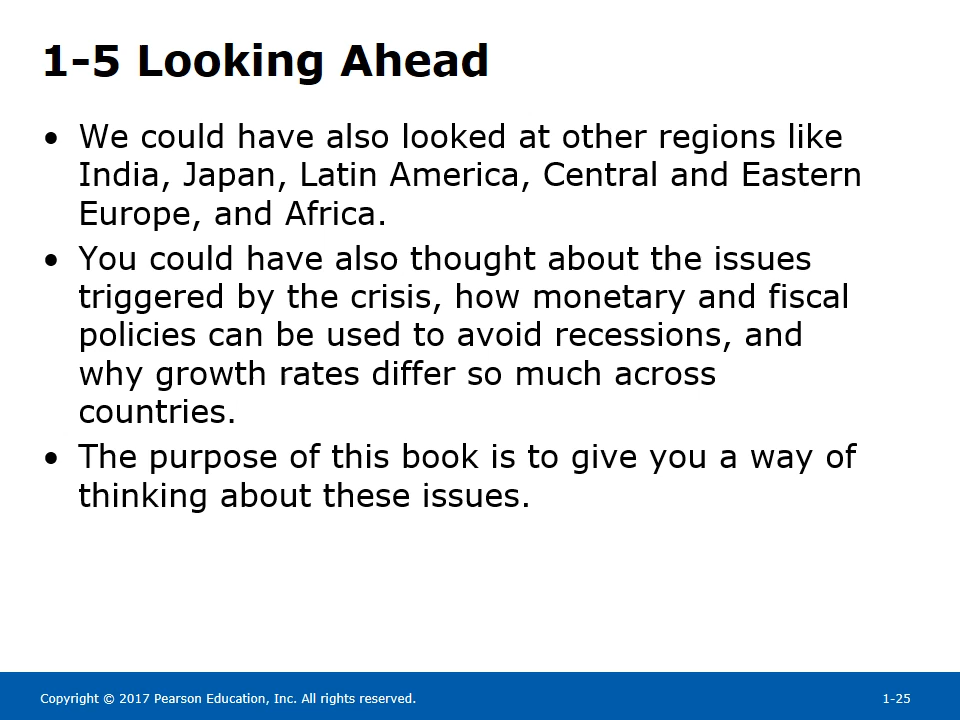 1-5 Looking Ahead
• We could have also looked at other regions like
India, Japan, Latin America, Central and Eastern
Europe, and Africa.
• You could have also thought about the issues
triggered by the crisis, how monetary and fiscal
policies can be used to avoid recessions, and
why growth rates differ so much across
countries.
• The purpose of this book is to give you a way of
thinking about these issues.
Copyright © 2017 Pearson Education, Inc. All rights reserved.
1-25